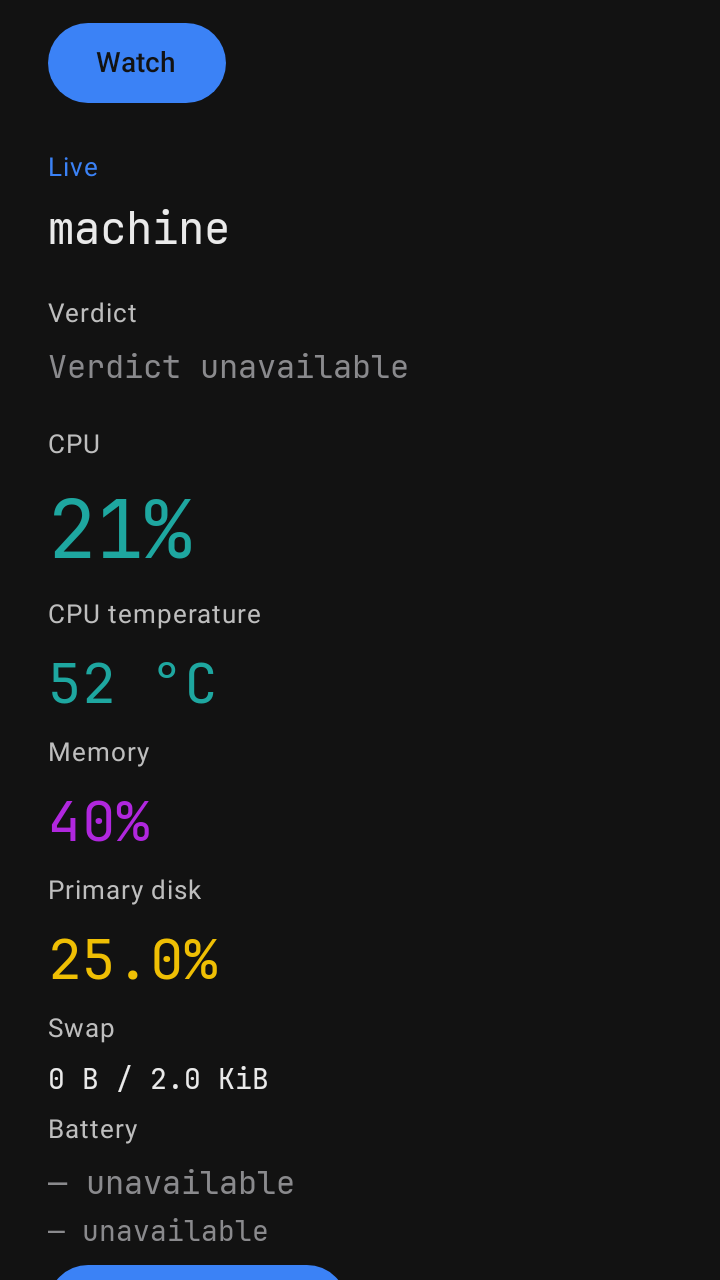 Watch
Live
machine
Verdict
Verdict unavailable
CPU
21%
CPU temperature
52 °C
Memory
40%
Primary disk
25.0%
Swap
0 B / 2.0 KiB
Battery
— unavailable
— unavailable